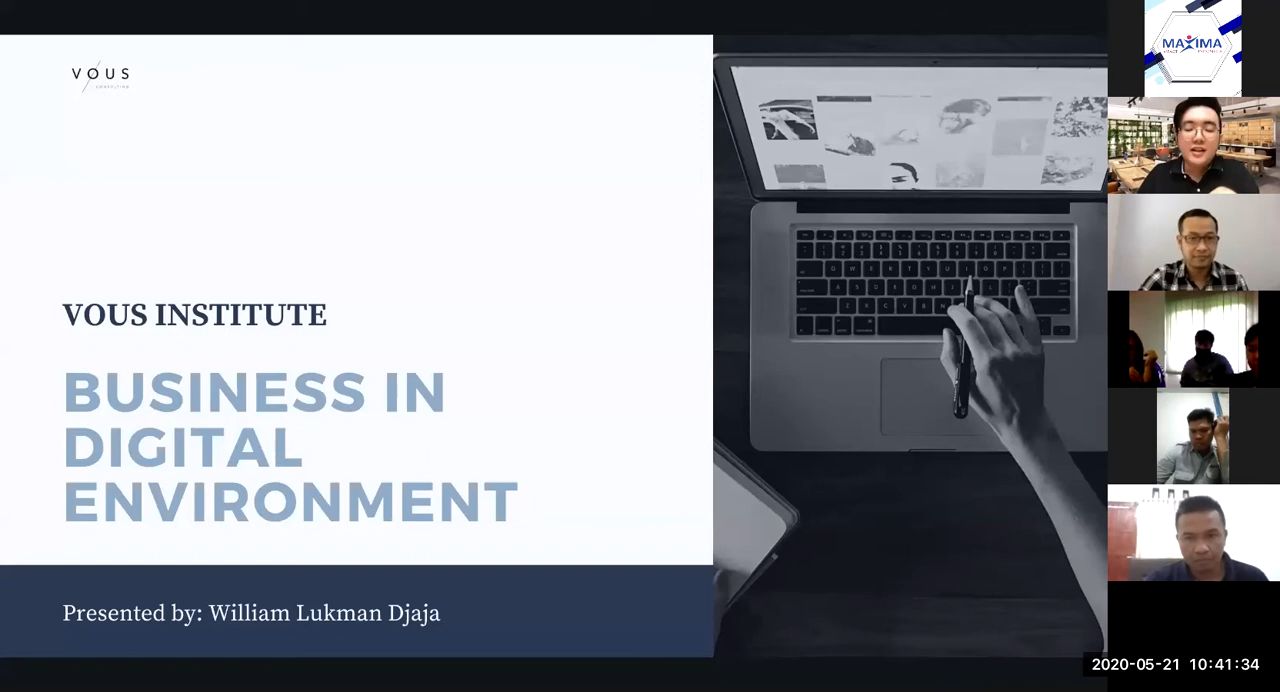 VOUS
CONSULTING
VOUS INSTITUTE
BUSINESS IN
DIGITAL
ENVIRONMENT
Presented by: William Lukman Djaja
MAXIMA
2020-05-21 10:41:34